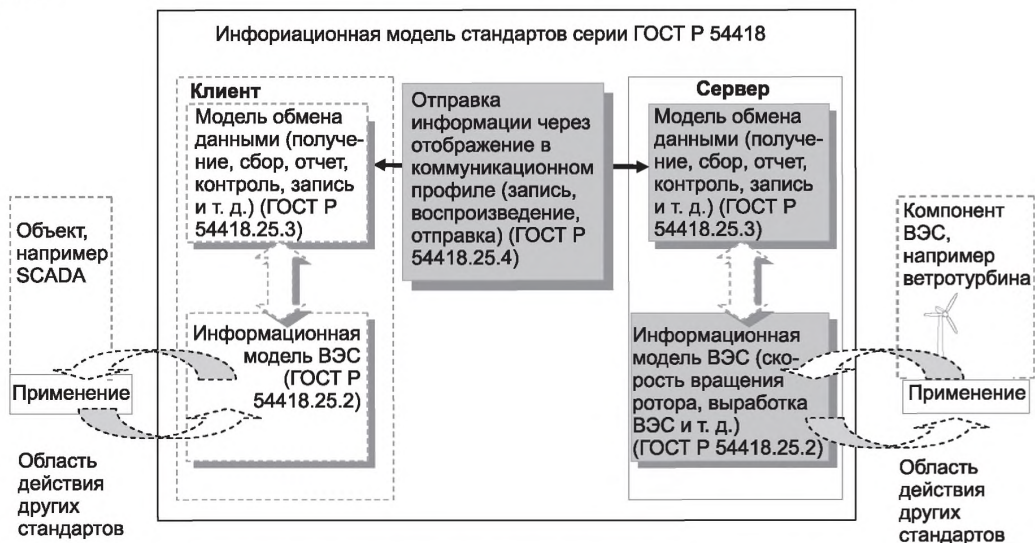 Инфориационная модель стандартов серии ГОСТ Р 54418
Клиент
Модель обмена
данными (получе-
ние, сбор, отчет,
контроль, запись
и т. д.) (ГОСТ Р
54418.25.3)
Отправка
информации через
отображение в
коммуникационном
профиле (запись,
воспроизведение,
отправка) (ГОСТ Р
54418.25.4)
Сервер
Модель обмена
данными (получе-
ние, сбор, отчет,
контроль, запись
и т. д.) (ГОСТ Р
54418.25.3)
Объект,
например
SCADA
Компонент
ВЭС,
например
ветротурбина
Информационная
модель ВЭС
(ГОСТ Р
54418.25.2)
Информационная
модель ВЭС (ско-
рость вращения
ротора, выработка
ВЭС и т. д.)
(ГОСТ Р 54418.25.2)
Применение
Применение
Область
действия
других
стандартов
Область
действия
других
стандартов